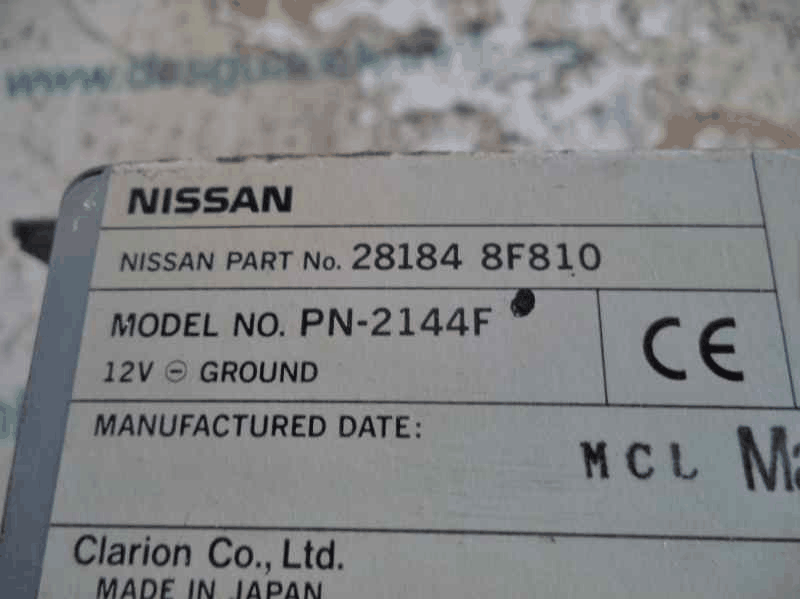 NISSAN
NISSAN PART No. 28184 8F810
MODEL NO. PN-2144F
12V ⊖ GROUND
CE
MANUFACTURED DATE:
MCL Ma
Clarion Co., Ltd.
MADE IN JAPAN